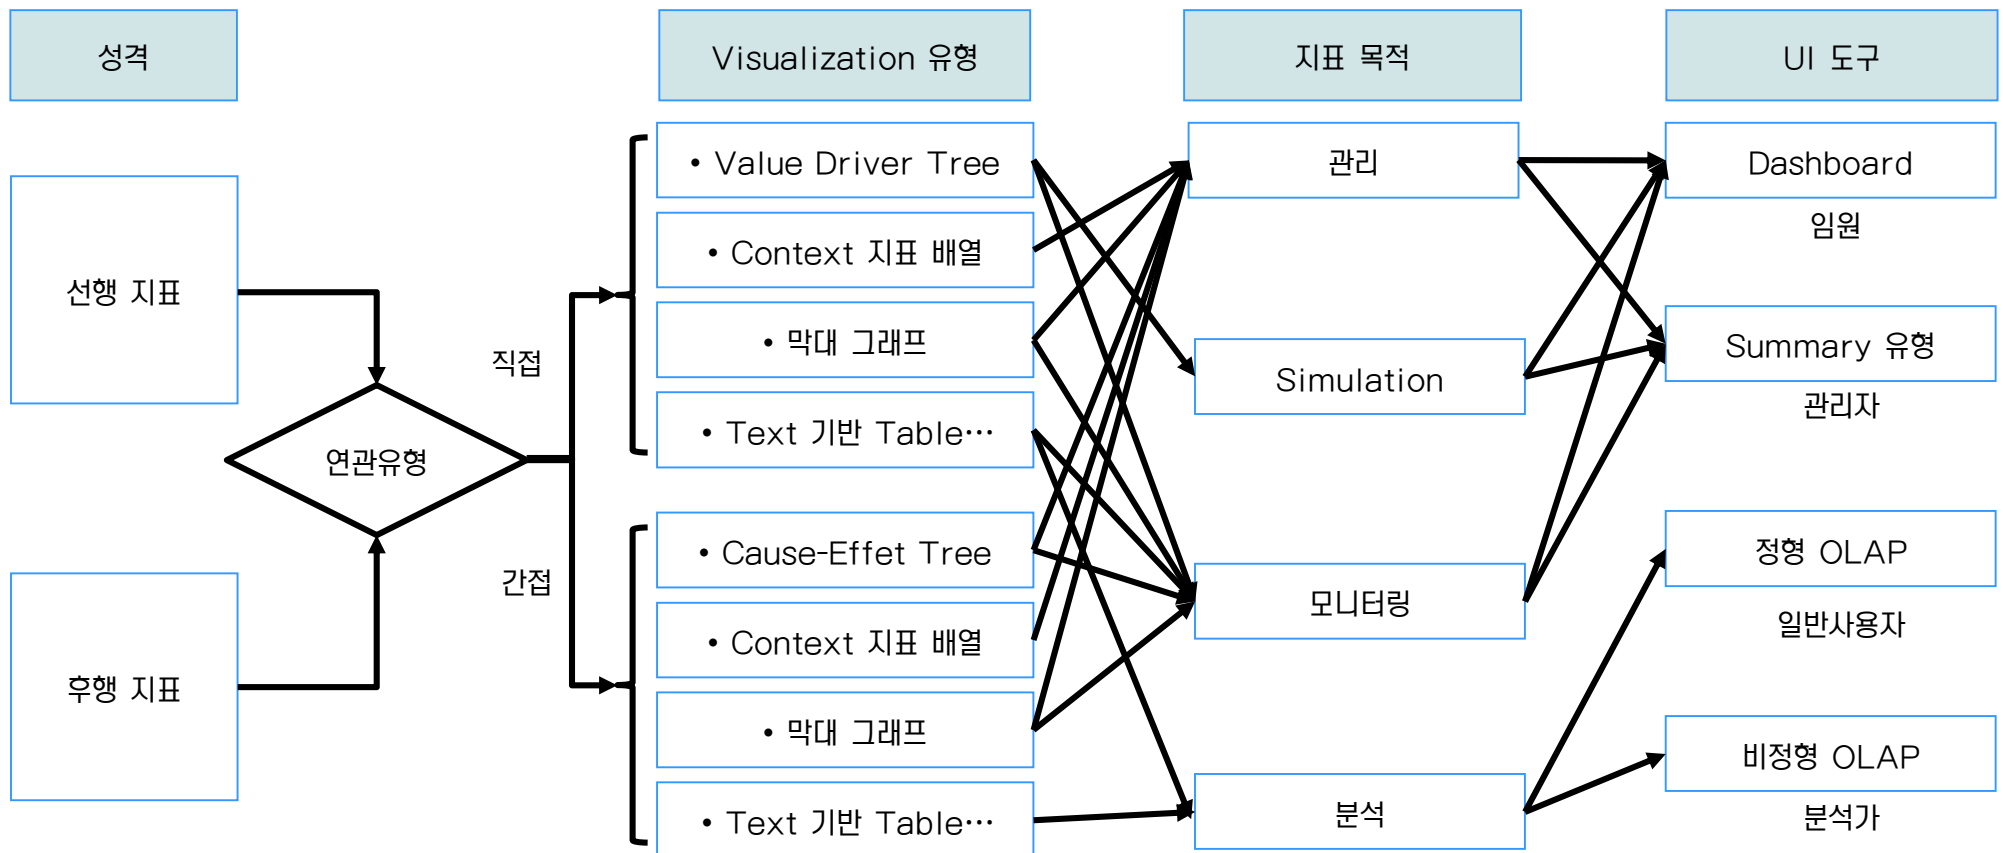 성격
Visualization 유형
지표 목적
UI 도구
선행 지표
후행 지표
연관유형
직접
간접
• Value Driver Tree
• Context 지표 배열
• 막대 그래프
• Text 기반 Table…
• Cause-Effet Tree
• Context 지표 배열
• 막대 그래프
• Text 기반 Table…
관리
Simulation
모니터링
분석
Dashboard
임원
Summary 유형
관리자
정형 OLAP
일반사용자
비정형 OLAP
분석가